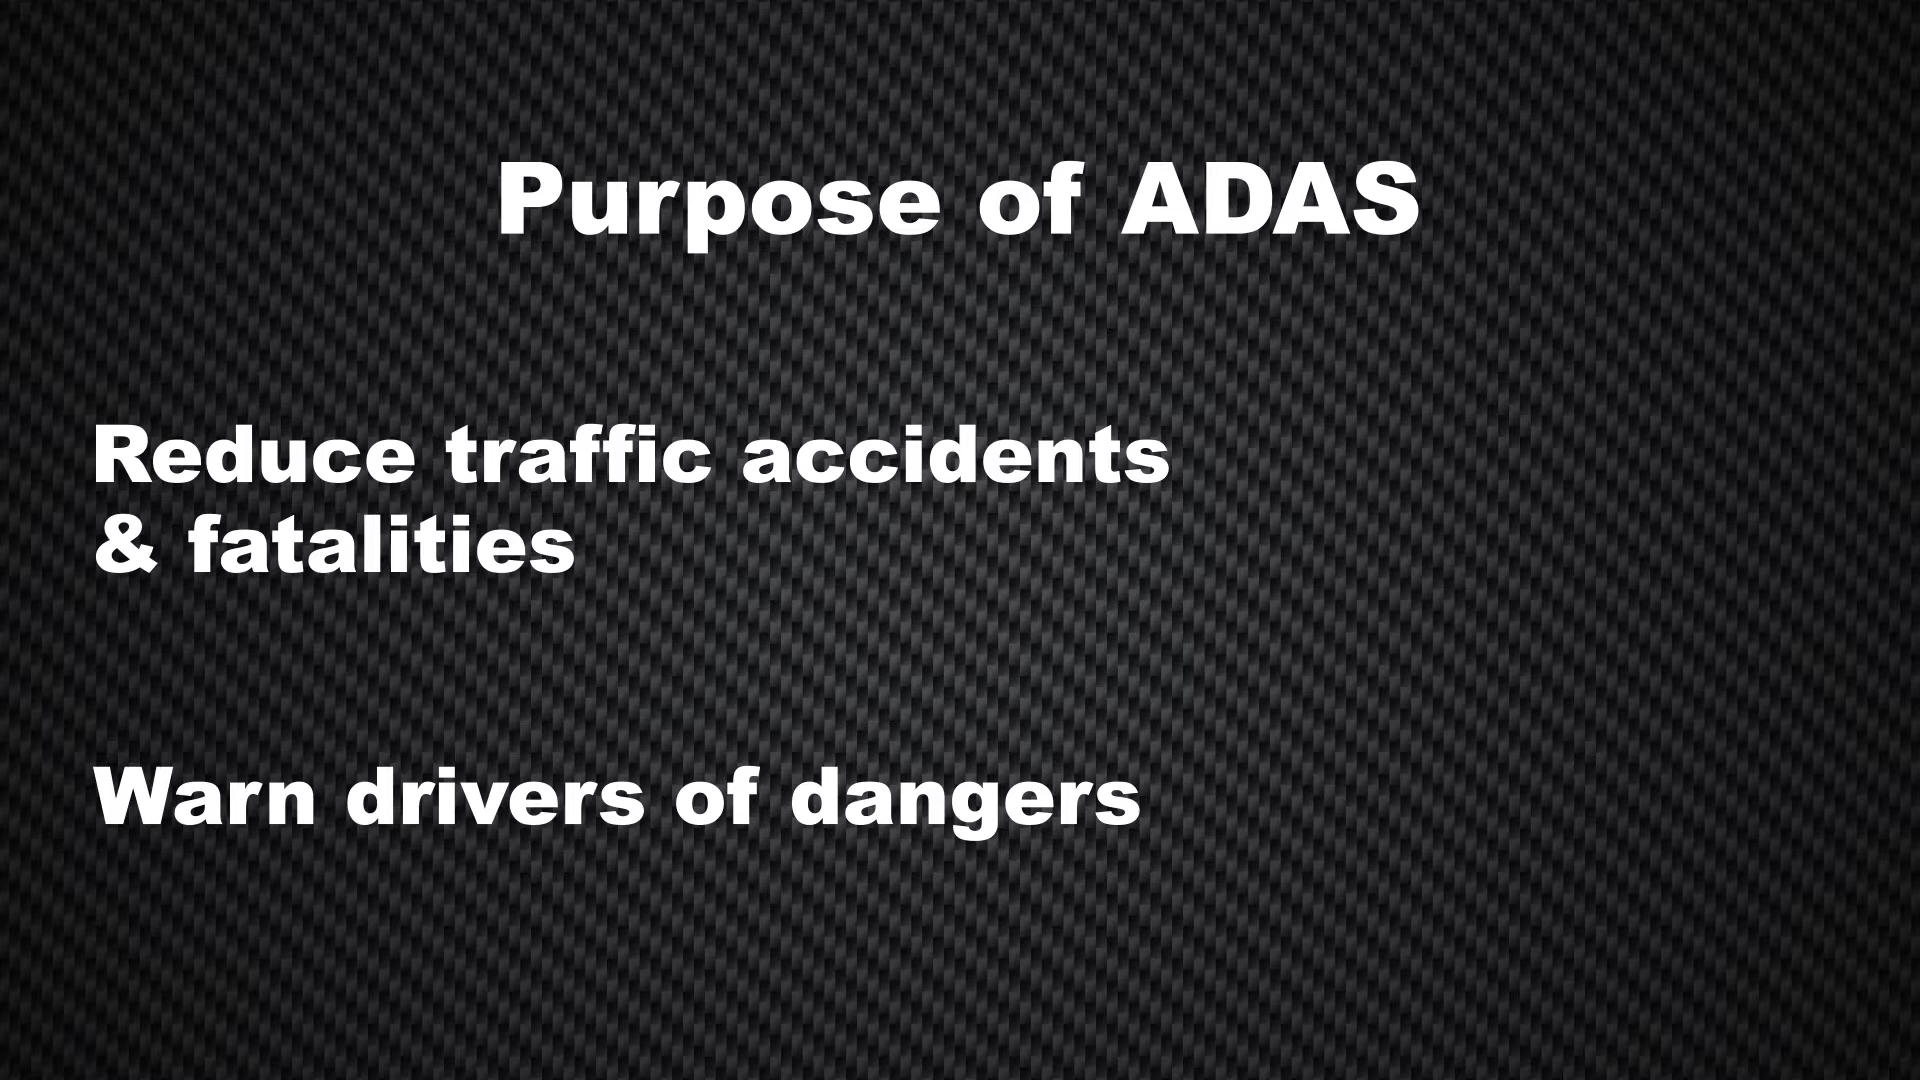 Purpose of ADAS
Reduce traffic accidents
& fatalities
Warn drivers of dangers